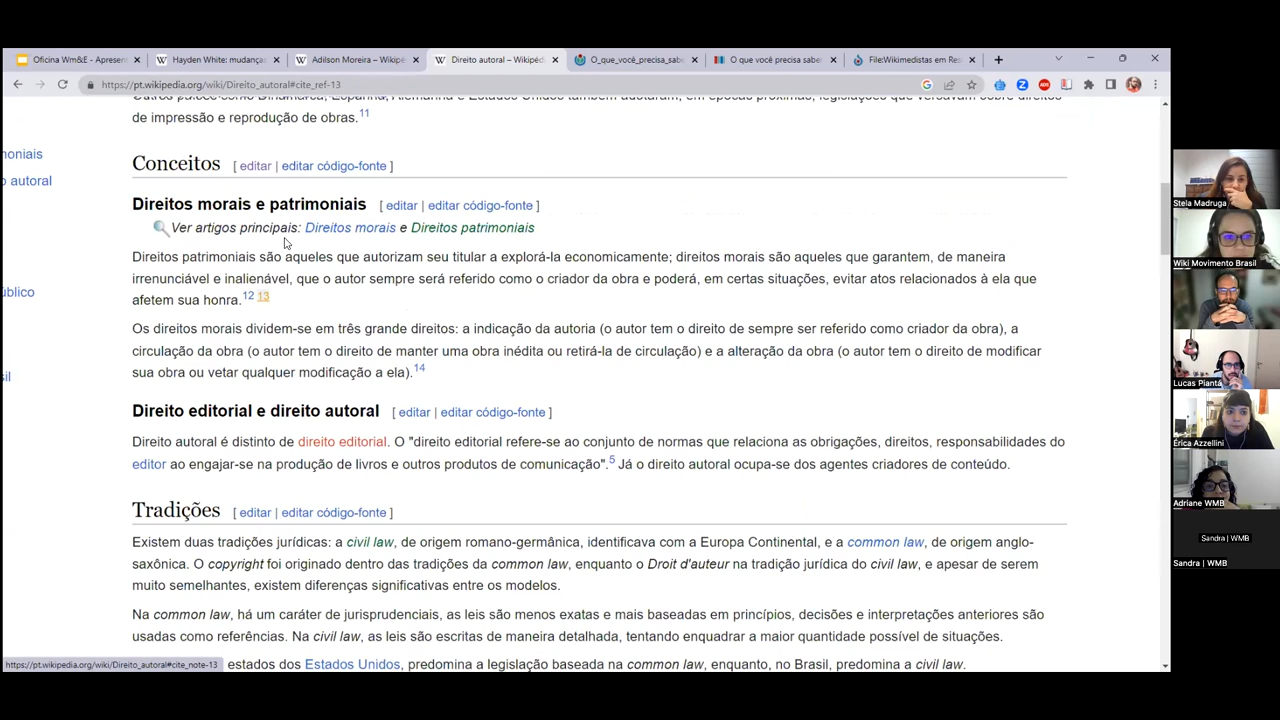 Oficina Wm&E - Apresen
Hayden White: mudança
Adilson Moreira – Wikipé
Direito autoral – Wikipéd
O_que_você_precisa_sabe
O que você precisa saber
File:Wikimedistas em Res
https://pt.wikipedia.org/wiki/Direito_autoral#cite_ref-13
de impressão e reprodução de obras.11
moniais
o autoral
úblico
il
Conceitos [ editar | editar código-fonte ]
Direitos morais e patrimoniais [ editar | editar código-fonte ]
Ver artigos principais: Direitos morais e Direitos patrimoniais
Direitos patrimoniais são aqueles que autorizam seu titular a explorá-la economicamente; direitos morais são aqueles que garantem, de maneira
irrenunciável e inalienável, que o autor sempre será referido como o criador da obra e poderá, em certas situações, evitar atos relacionados à ela que
afetem sua honra.12 13
Os direitos morais dividem-se em três grande direitos: a indicação da autoria (o autor tem o direito de sempre ser referido como criador da obra), a
circulação da obra (o autor tem o direito de manter uma obra inédita ou retirá-la de circulação) e a alteração da obra (o autor tem o direito de modificar
sua obra ou vetar qualquer modificação a ela).14
Direito editorial e direito autoral [ editar | editar código-fonte ]
Direito autoral é distinto de direito editorial. O "direito editorial refere-se ao conjunto de normas que relaciona as obrigações, direitos, responsabilidades do
editor ao engajar-se na produção de livros e outros produtos de comunicação".5 Já o direito autoral ocupa-se dos agentes criadores de conteúdo.
Tradições [ editar | editar código-fonte ]
Existem duas tradições jurídicas: a civil law, de origem romano-germânica, identificava com a Europa Continental, e a common law, de origem anglo-
saxônica. O copyright foi originado dentro das tradições da common law, enquanto o Droit d'auteur na tradição jurídica do civil law, e apesar de serem
muito semelhantes, existem diferenças significativas entre os modelos.
Na common law, há um caráter de jurisprudenciais, as leis são menos exatas e mais baseadas em princípios, decisões e interpretações anteriores são
usadas como referências. Na civil law, as leis são escritas de maneira detalhada, tentando enquadrar a maior quantidade possível de situações.
estados dos Estados Unidos, predomina a legislação baseada na common law, enquanto, no Brasil, predomina a civil law.
https://pt.wikipedia.org/wiki/Direito_autoral#cite_note-13
Stela Madruga
Wiki Movimento Brasil
Lucas Piantá
Érica Azzellini
Adriane WMB
Sandra | WMB
Sandra | WMB